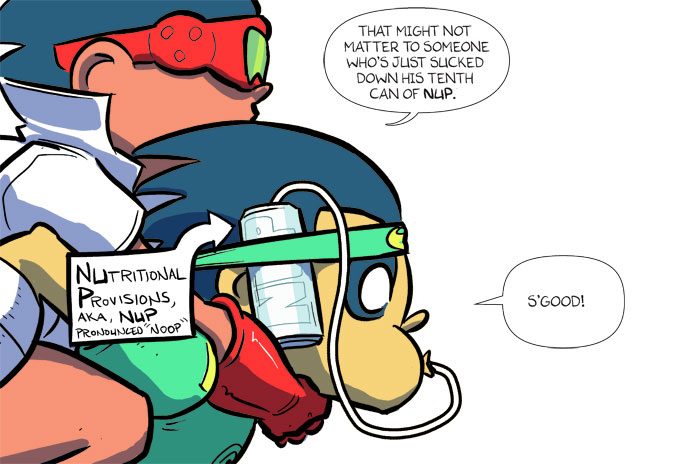 THAT MIGHT NOT
MATTER TO SOMEONE
WHO'S JUST SUCKED
DOWN HIS TENTH
CAN OF NUP.
NUTRITIONAL
PROVISIONS,
AKA, NUP
PRONOUNCED "NOOP"
S'GOOD!